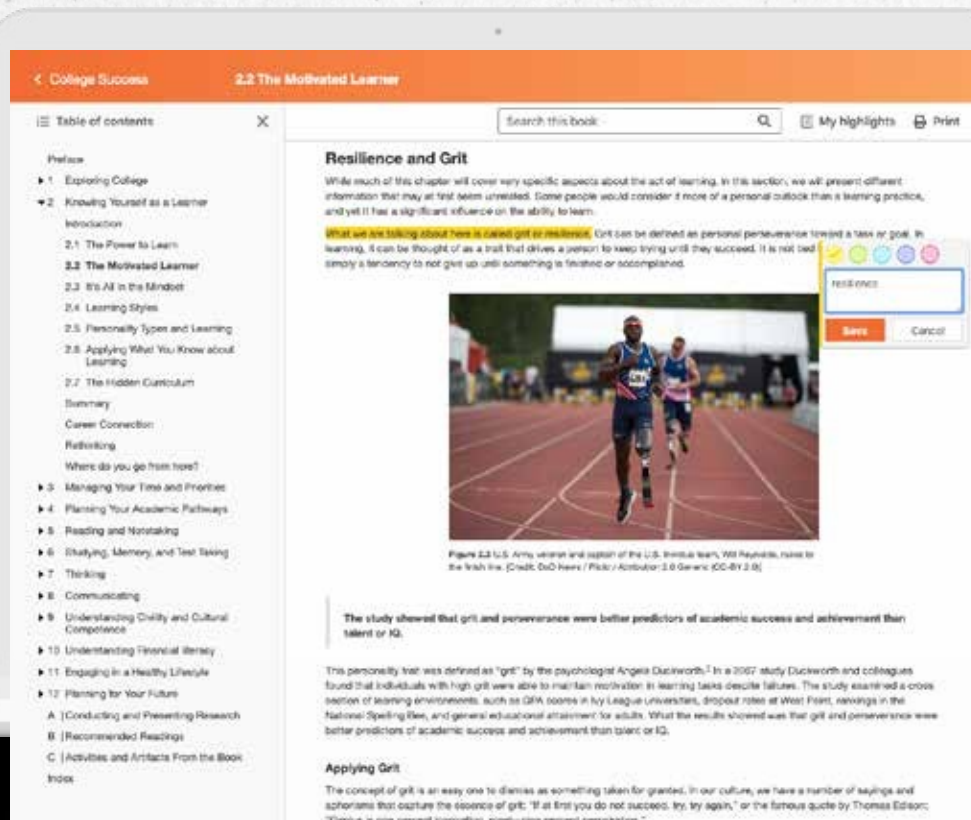 < College Success
2.2 The Motivated Learner
Table of contents
Search this book
My highlights
Print
Preface
1 Exploring College
2 Knowing Yourself as a Learner
Introduction
2.1 The Power to Learn
2.2 The Motivated Learner
2.3 It's All in the Mindset
2.4 Learning Styles
2.5 Personality Types and Learning
2.6 Applying What You Know about
Learning
2.7 The Hidden Curriculum
Summary
Career Connection
Rethinking
Where do you go from here?
3 Managing Your Time and Priorities
4 Planning Your Academic Pathways
5 Reading and Notetaking
6 Studying, Memory, and Test Taking
7 Thinking
8 Communicating
9 Understanding Civility and Cultural
Competence
10 Understanding Financial literacy
11 Engaging in a Healthy Lifestyle
12 Planning for Your Future
A | Conducting and Presenting Research
B | Recommended Readings
C | Activities and Artifacts From the Book
Index
Resilience and Grit
While much of this chapter will cover very specific aspects about the act of learning, in this section, we will present different
information that may at first seem unrelated. Some people would consider it more of a personal outlook than a learning practice,
and yet it has a significant influence on the ability to learn.
What we are talking about here is called grit or resilience. Grit can be defined as personal perseverance toward a task or goal. In
learning, it can be thought of as a trait that drives a person to keep trying until they succeed. It is not tied
simply a tendency to not give up until something is finished or accomplished.
resilience
Save
Cancel
Figure 2.3 U.S. Army veteran and captain of the U.S. Invictus team, Will Reynolds, races to
the finish line. (Credit: DoD News / Flickr / Attribution 2.0 Generic (CC-BY 2.0))
The study showed that grit and perseverance were better predictors of academic success and achievement than
talent or IQ.
This personality trait was defined as "grit" by the psychologist Angela Duckworth. In a 2007 study Duckworth and colleagues
found that individuals with high grit were able to maintain motivation in learning tasks despite failures. The study examined a cross
section of learning environments, such as GPA scores in Ivy League universities, dropout rates at West Point, rankings in the
National Spelling Bee, and general educational attainment for adults. What the results showed was that grit and perseverance were
better predictors of academic success and achievement than talent or IQ.
Applying Grit
The concept of grit is an easy one to dismiss as something taken for granted. In our culture, we have a number of sayings and
aphorisms that capture the essence of grit: "If at first you do not succeed, try, try again," or the famous quote by Thomas Edison: